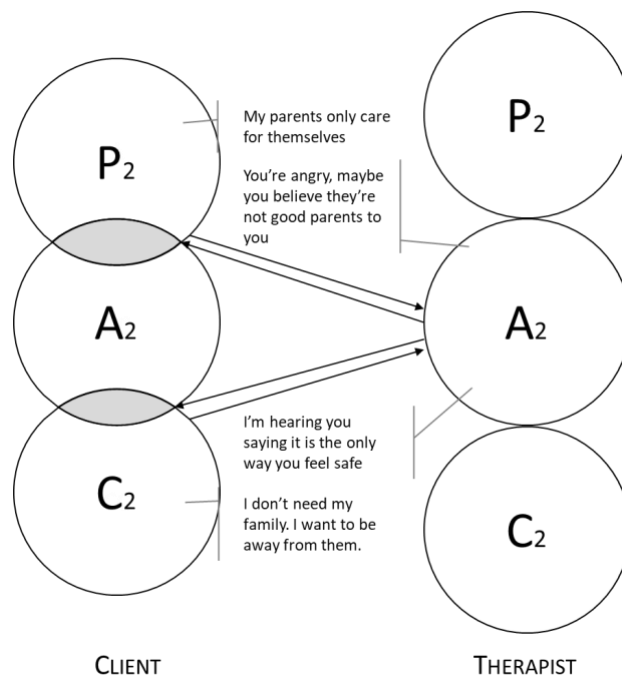 P2
My parents only care
for themselves
You’re angry, maybe
you believe they’re
not good parents to
you
A2
I’m hearing you
saying it is the only
way you feel safe
C2
I don’t need my
family. I want to be
away from them.
P2
A2
C2
CLIENT
THERAPIST